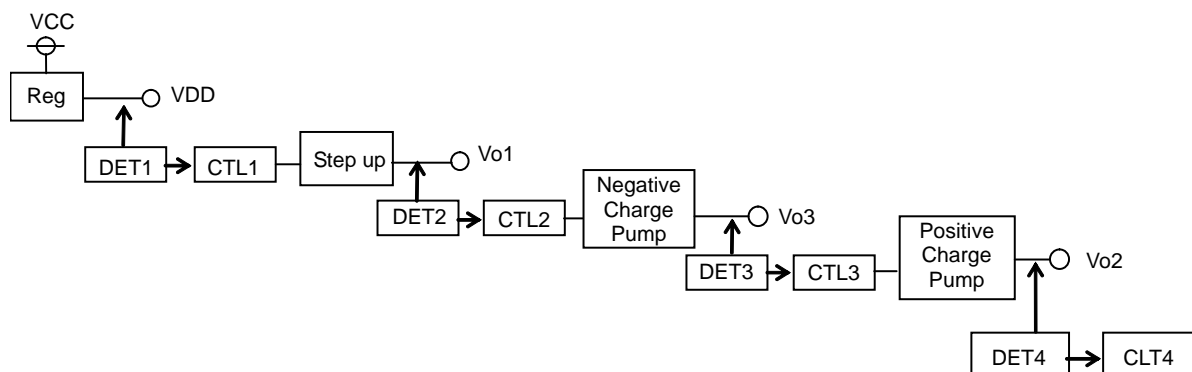 VCC
Reg
VDD
DET1
CTL1
Step up
Vo1
DET2
CTL2
Negative
Charge
Pump
Vo3
DET3
CTL3
Positive
Charge
Pump
Vo2
DET4
CLT4